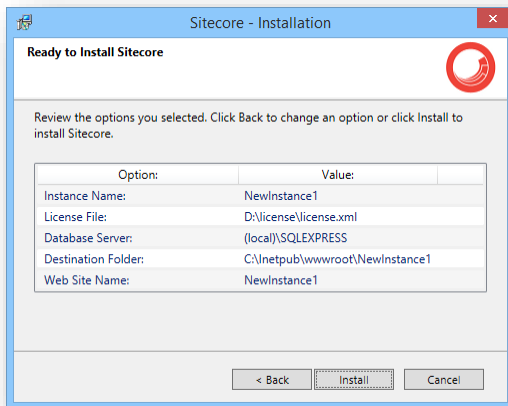 Sitecore - Installation
Ready to Install Sitecore
Review the options you selected. Click Back to change an option or click Install to
install Sitecore.
Option: Value:
Instance Name: NewInstance1
License File: D:\license\license.xml
Database Server: (local)\SQLEXPRESS
Destination Folder: C:\Inetpub\wwwroot\NewInstance1
Web Site Name: NewInstance1
< Back Install Cancel